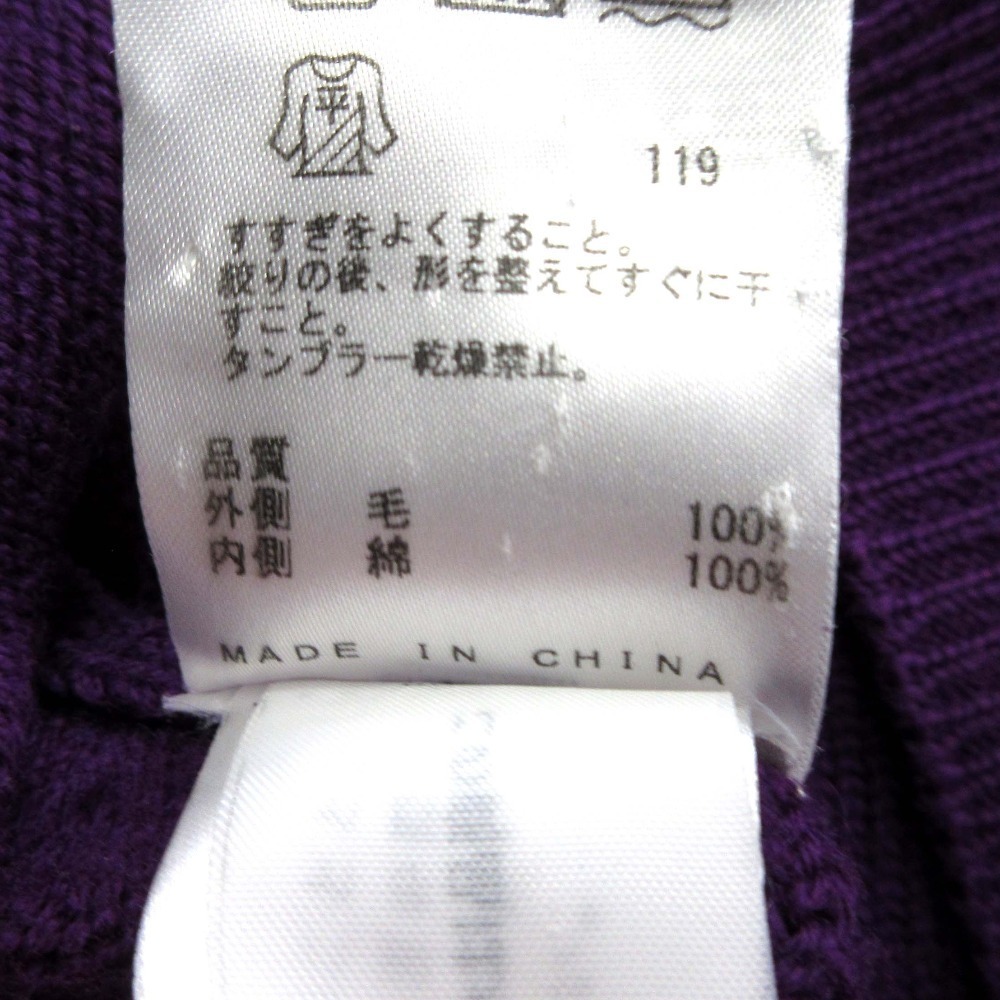 平
119
すすぎをよくすること。
絞りの後、形を整えてすぐに干
すこと。
タンブラー乾燥禁止。
品質
外側 毛 100%
内側 綿 100%
MADE IN CHINA